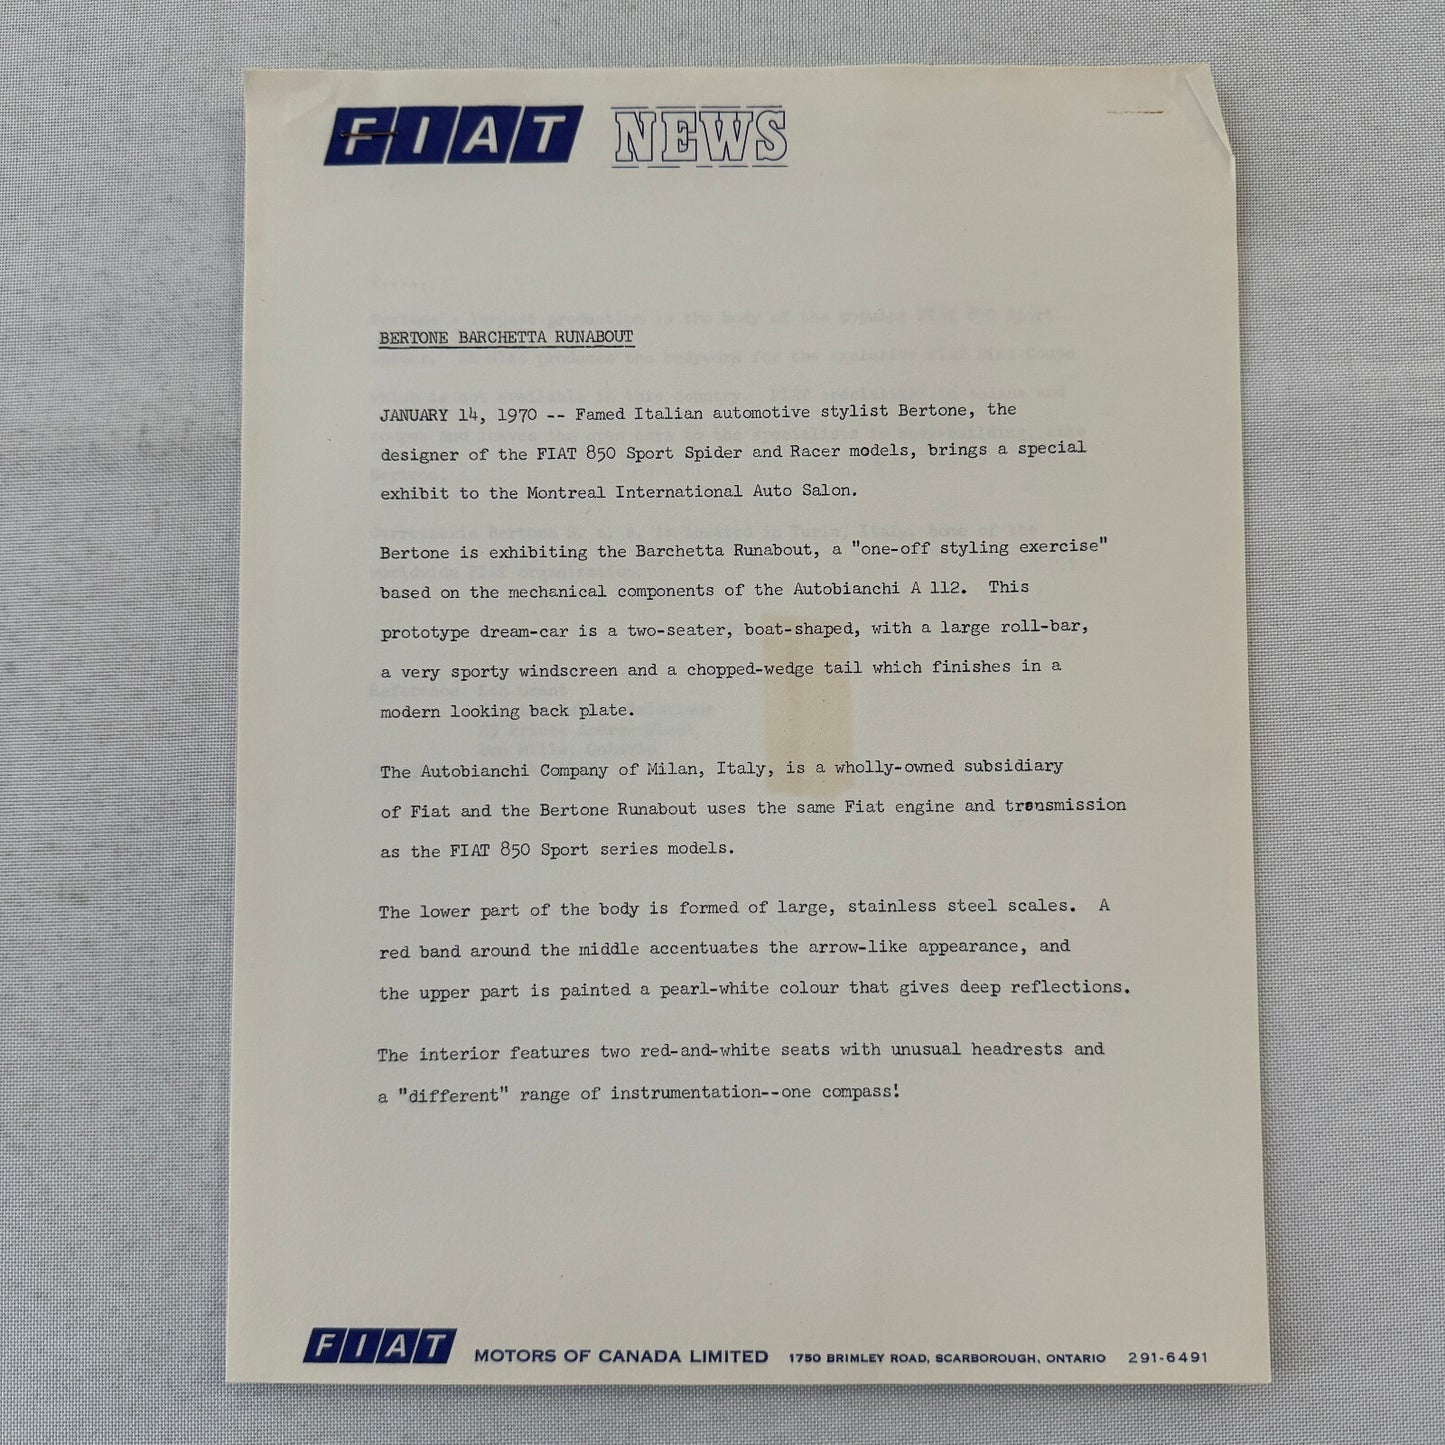 FIAT NEWS
BERTONE BARCHETTA RUNABOUT
JANUARY 14, 1970 -- Famed Italian automotive stylist Bertone, the
designer of the FIAT 850 Sport Spider and Racer models, brings a special
exhibit to the Montreal International Auto Salon.
Bertone is exhibiting the Barchetta Runabout, a "one-off styling exercise"
based on the mechanical components of the Autobianchi A 112. This
prototype dream-car is a two-seater, boat-shaped, with a large roll-bar,
a very sporty windscreen and a chopped-wedge tail which finishes in a
modern looking back plate.
The Autobianchi Company of Milan, Italy, is a wholly-owned subsidiary
of Fiat and the Bertone Runabout uses the same Fiat engine and transmission
as the FIAT 850 Sport series models.
The lower part of the body is formed of large, stainless steel scales. A
red band around the middle accentuates the arrow-like appearance, and
the upper part is painted a pearl-white colour that gives deep reflections.
The interior features two red-and-white seats with unusual headrests and
a "different" range of instrumentation--one compass!
FIAT MOTORS OF CANADA LIMITED 1750 BRIMLEY ROAD, SCARBOROUGH, ONTARIO 291-6491